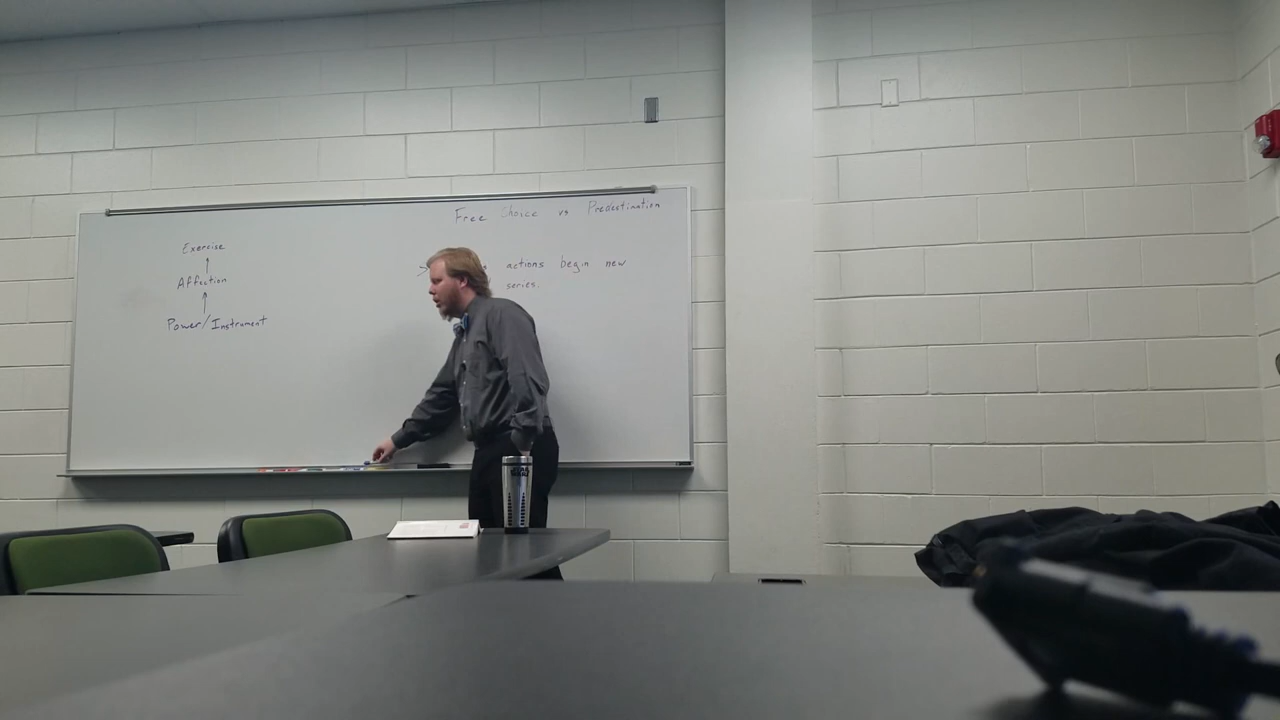 Free Choice vs Predestination
Exercise
Affection
Power/Instrument
actions begin new
series.